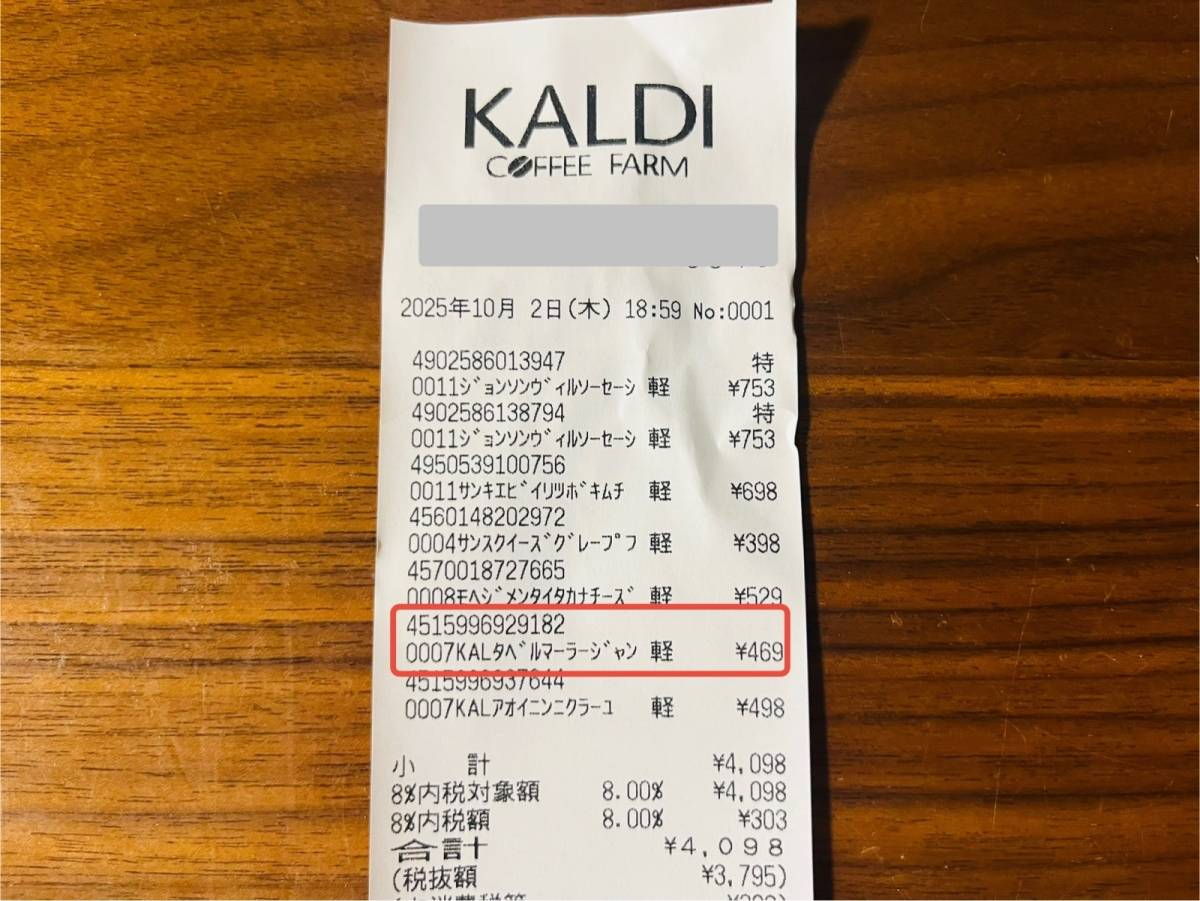 KALDI
COFFEE FARM
2025年10月 2日(木) 18:59 No:0001
4902586013947 特
0011ジョンソンヴィルソーセーシ 軽 ¥753
4902586138794 特
0011ジョンソンヴィルソーセーシ 軽 ¥753
4950539100756
0011サンキエビイリツボキムチ 軽 ¥698
4560148202972
0004サンスクイーズグレープフ 軽 ¥398
4570018727665
0008モヘジメンタイタカナチーズ 軽 ¥529
4515996929182
0007KALタベルマーラージャン 軽 ¥469
4515996937644
0007KALアオイニンニクラーユ 軽 ¥498
小 計 ¥4,098
8%内税対象額 8.00% ¥4,098
8%内税額 8.00% ¥303
合計 ¥4,098
(税抜額 ¥3,795)